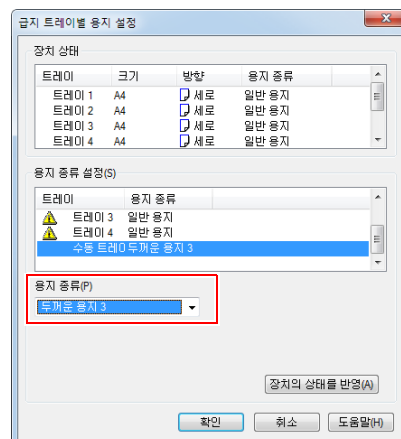 급지 트레이별 용지 설정
장치 상태
트레이 크기 방향 용지 종류
트레이 1 A4 세로 일반 용지
트레이 2 A4 세로 일반 용지
트레이 3 A4 세로 일반 용지
트레이 4 A4 세로 일반 용지
용지 종류 설정(S)
트레이 용지 종류
트레이 3 일반 용지
트레이 4 일반 용지
수동 트레이 두꺼운 용지 3
용지 종류(P)
두꺼운 용지 3
장치의 상태를 반영(A)
확인 취소 도움말(H)